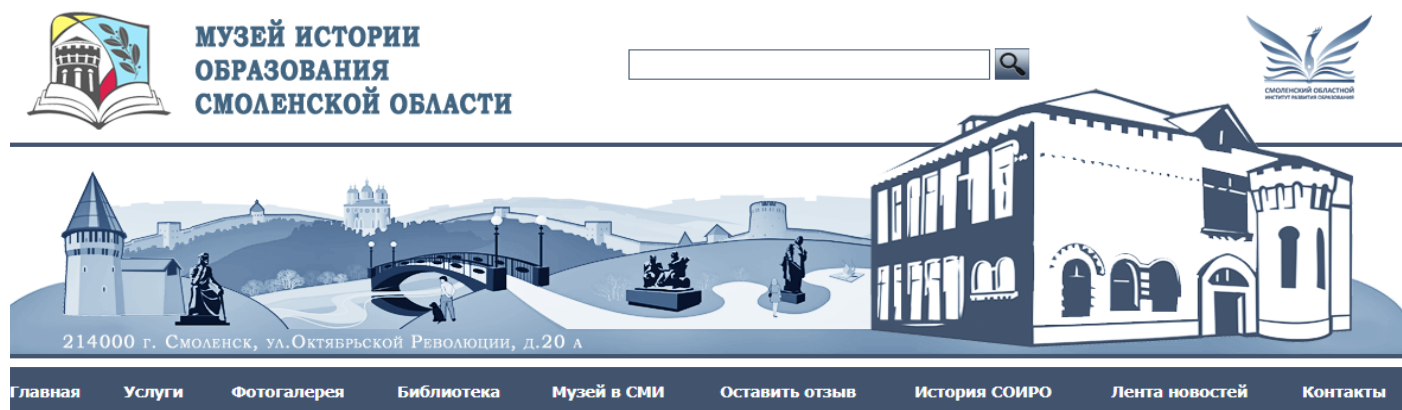 МУЗЕЙ ИСТОРИИ
ОБРАЗОВАНИЯ
СМОЛЕНСКОЙ ОБЛАСТИ
СМОЛЕНСКИЙ ОБЛАСТНОЙ
ИНСТИТУТ РАЗВИТИЯ ОБРАЗОВАНИЯ
214000 г. Смоленск, ул.Октябрьской Революции, д.20 а
Главная Услуги Фотогалерея Библиотека Музей в СМИ Оставить отзыв История СОИРО Лента новостей Контакты